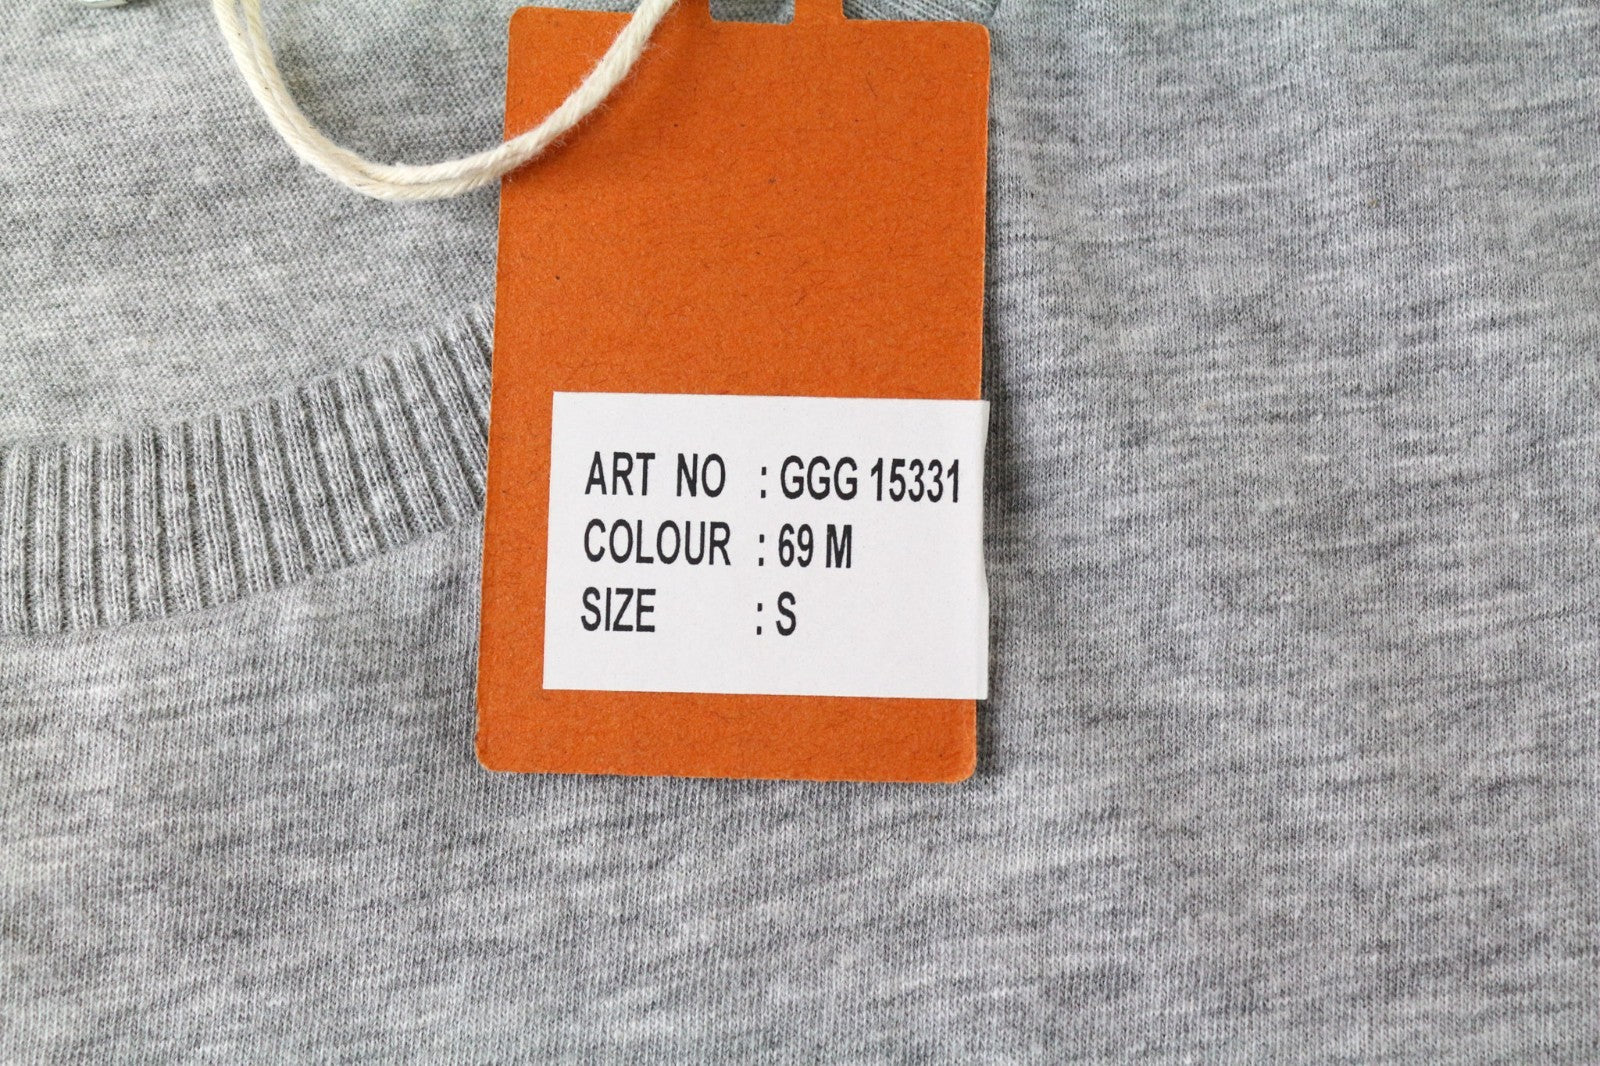 ART NO : GGG 15331
COLOUR : 69 M
SIZE : S